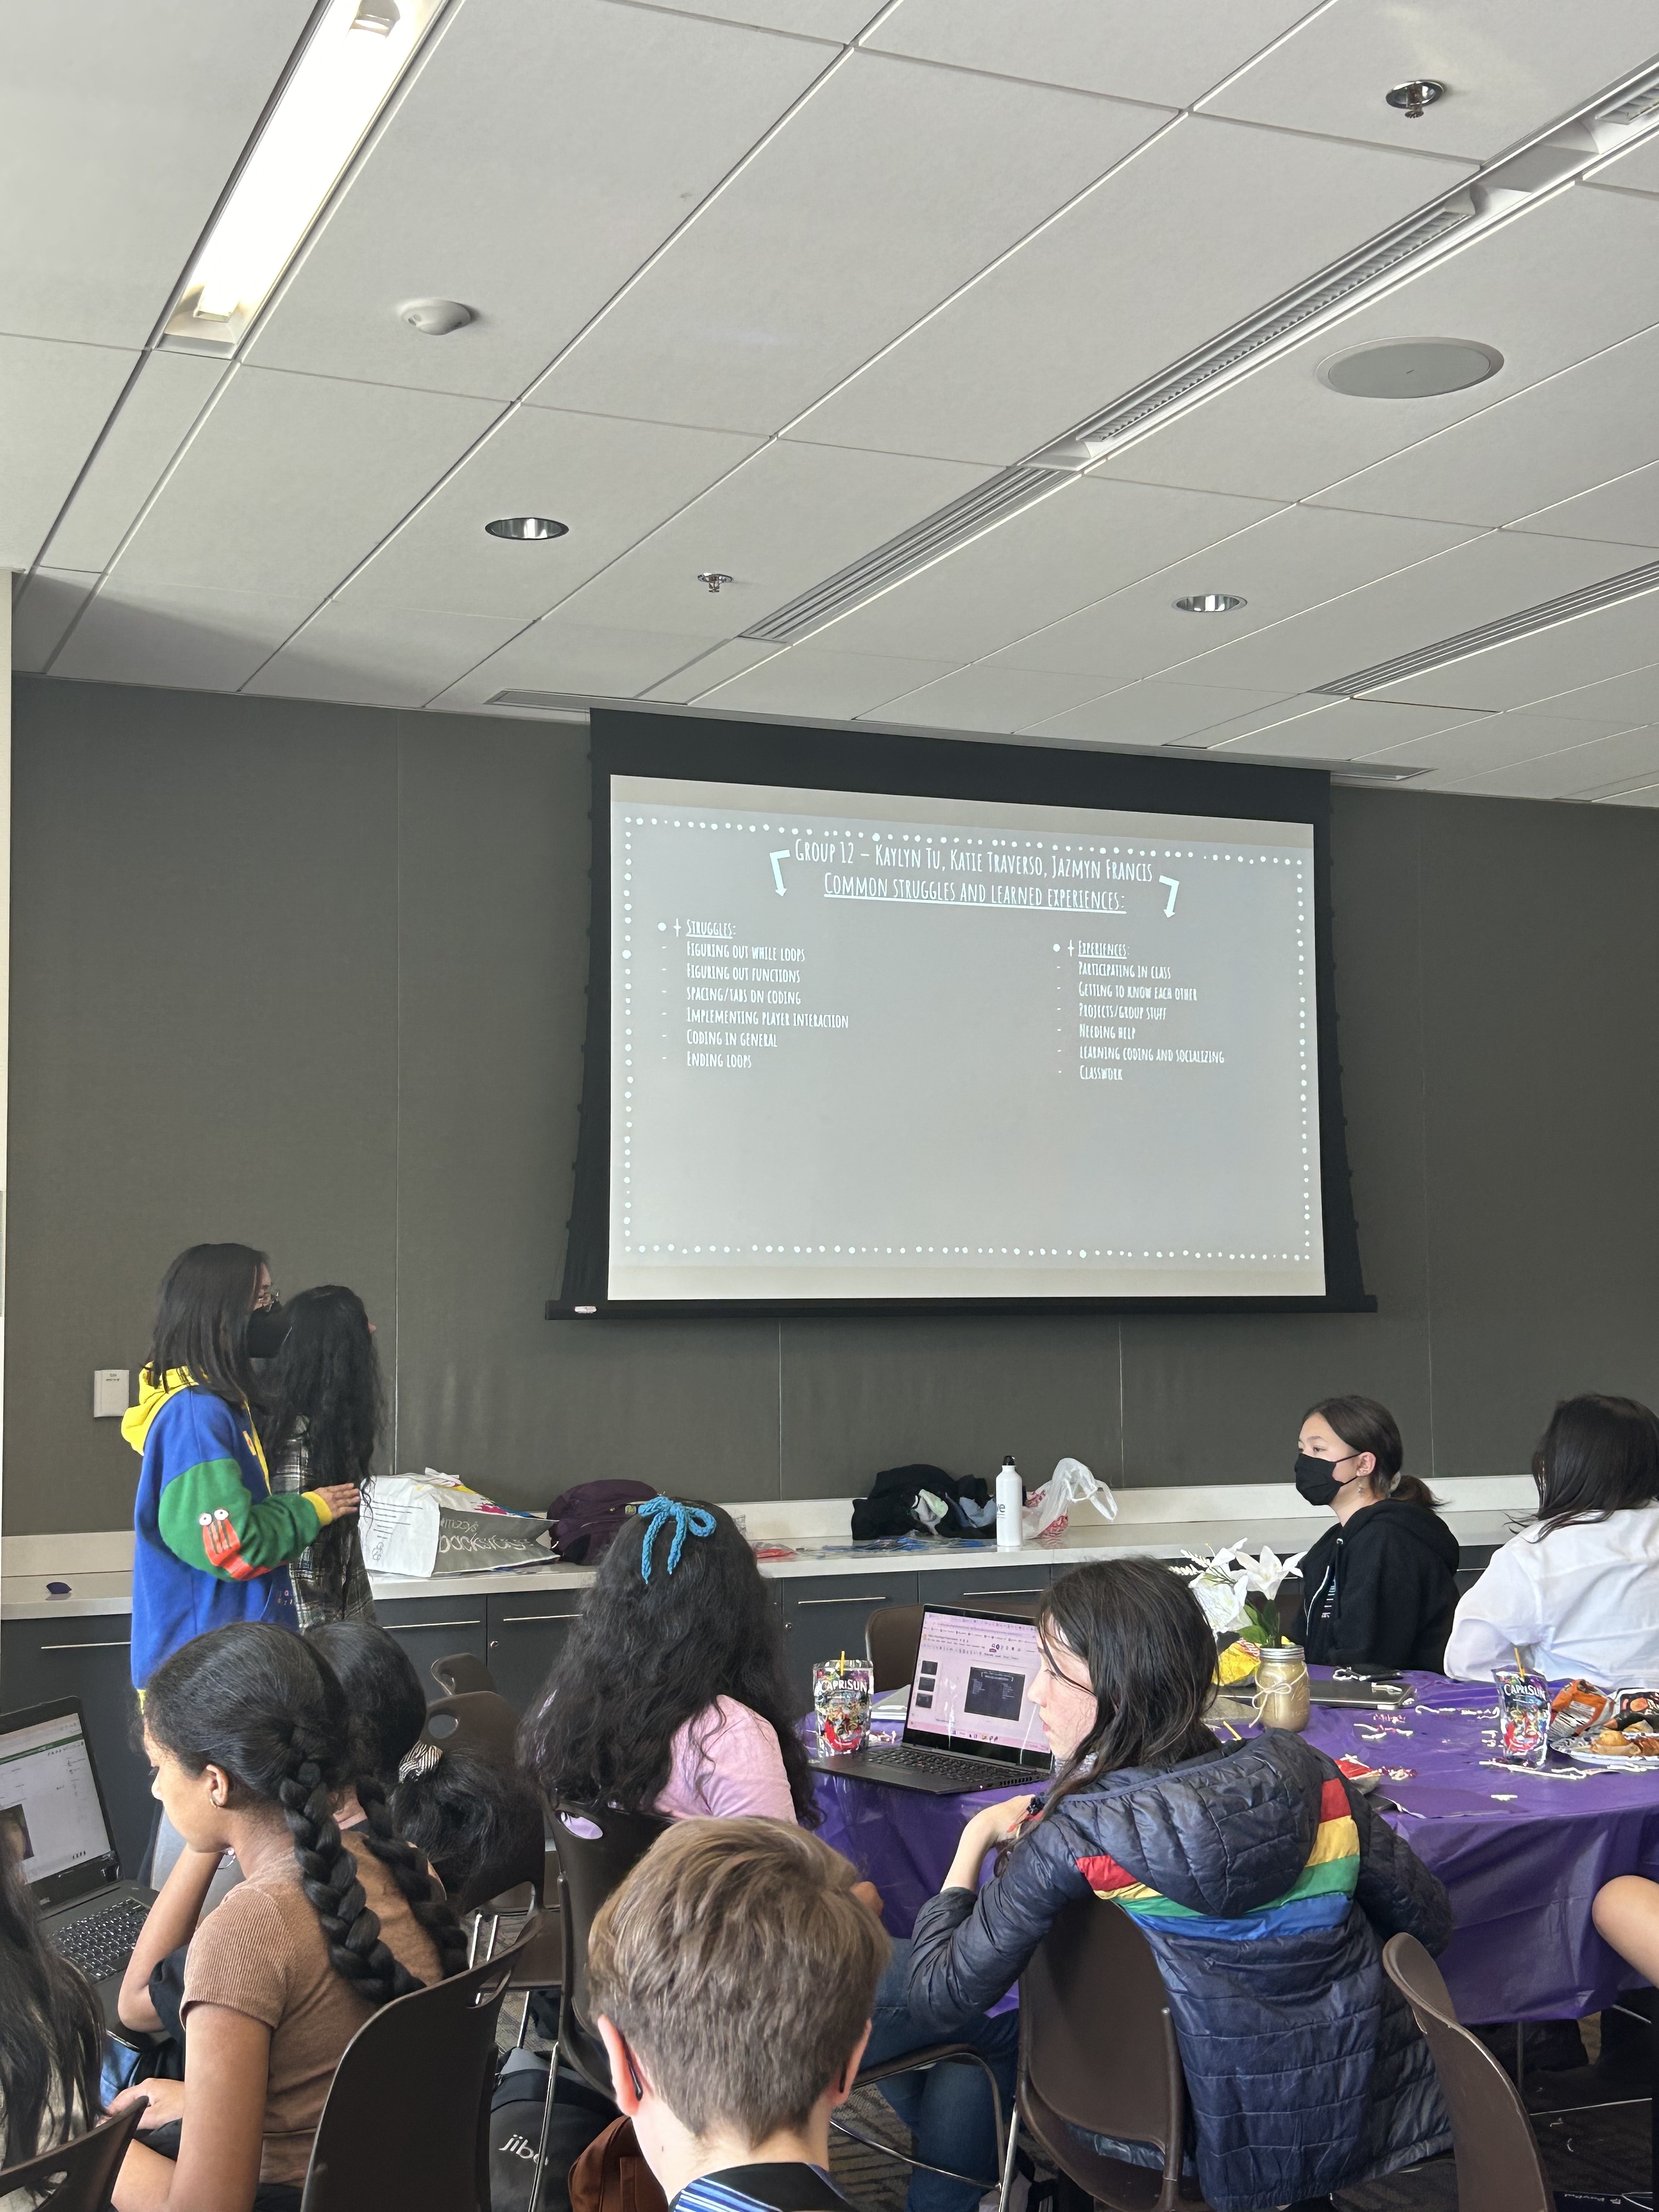 GROUP 12 – KAYLYN TU, KATIE TRAVERSO, JAZMYN FRANCIS
COMMON STRUGGLES AND LEARNED EXPERIENCES:
STRUGGLES:
- FIGURING OUT WHILE LOOPS
- FIGURING OUT FUNCTIONS
- SPACING/TABS ON CODING
- IMPLEMENTING PLAYER INTERACTION
- CODING IN GENERAL
- ENDING LOOPS
EXPERIENCES:
- PARTICIPATING IN CLASS
- GETTING TO KNOW EACH OTHER
- PROJECTS/GROUP STUFF
- NEEDING HELP
- LEARNING CODING AND SOCIALIZING
- CLASSWORK
CAPRISUN
CAPRISUN